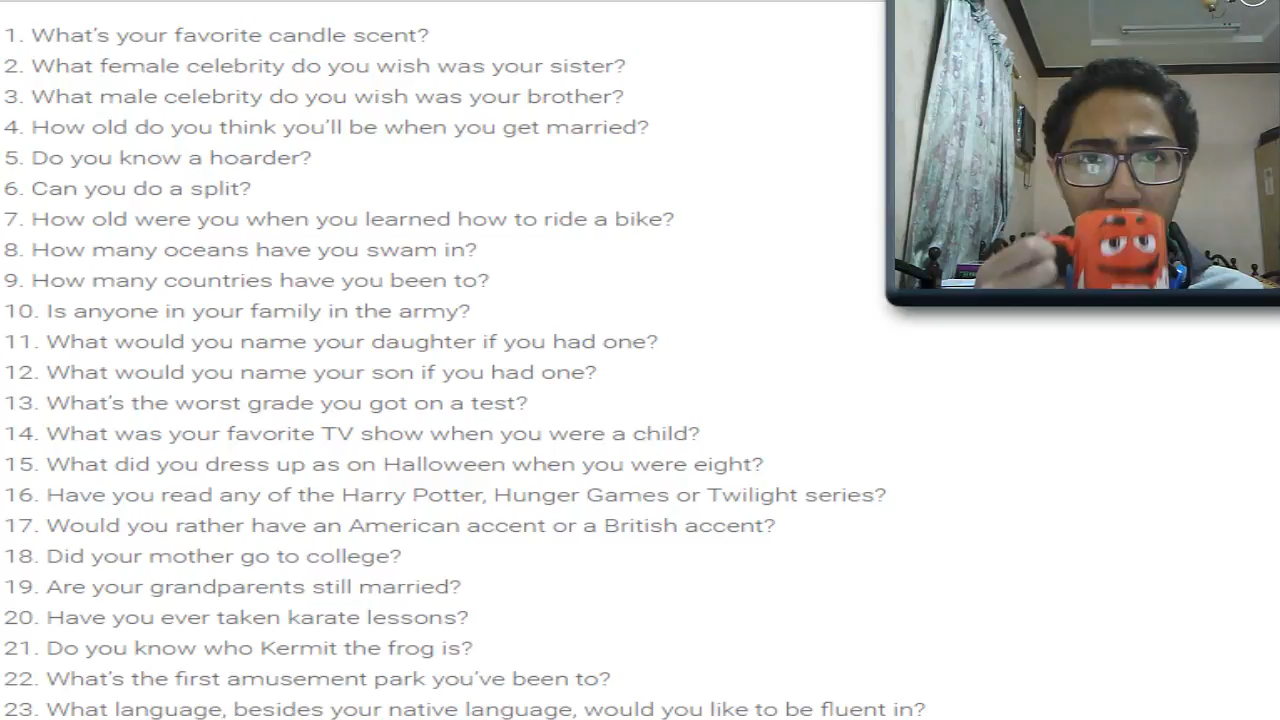 1. What's your favorite candle scent?
2. What female celebrity do you wish was your sister?
3. What male celebrity do you wish was your brother?
4. How old do you think you'll be when you get married?
5. Do you know a hoarder?
6. Can you do a split?
7. How old were you when you learned how to ride a bike?
8. How many oceans have you swam in?
9. How many countries have you been to?
10. Is anyone in your family in the army?
11. What would you name your daughter if you had one?
12. What would you name your son if you had one?
13. What's the worst grade you got on a test?
14. What was your favorite TV show when you were a child?
15. What did you dress up as on Halloween when you were eight?
16. Have you read any of the Harry Potter, Hunger Games or Twilight series?
17. Would you rather have an American accent or a British accent?
18. Did your mother go to college?
19. Are your grandparents still married?
20. Have you ever taken karate lessons?
21. Do you know who Kermit the frog is?
22. What's the first amusement park you've been to?
23. What language, besides your native language, would you like to be fluent in?